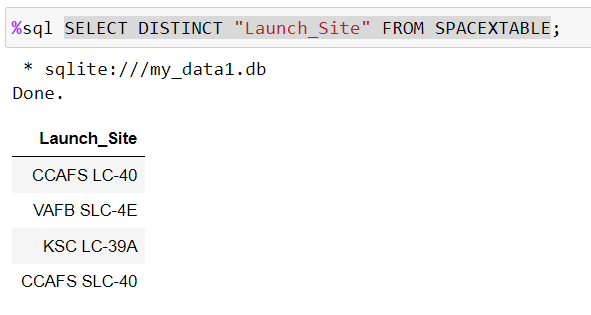 %sql SELECT DISTINCT "Launch_Site" FROM SPACEXTABLE;
* sqlite:///my_data1.db
Done.
Launch_Site
CCAFS LC-40
VAFB SLC-4E
KSC LC-39A
CCAFS SLC-40